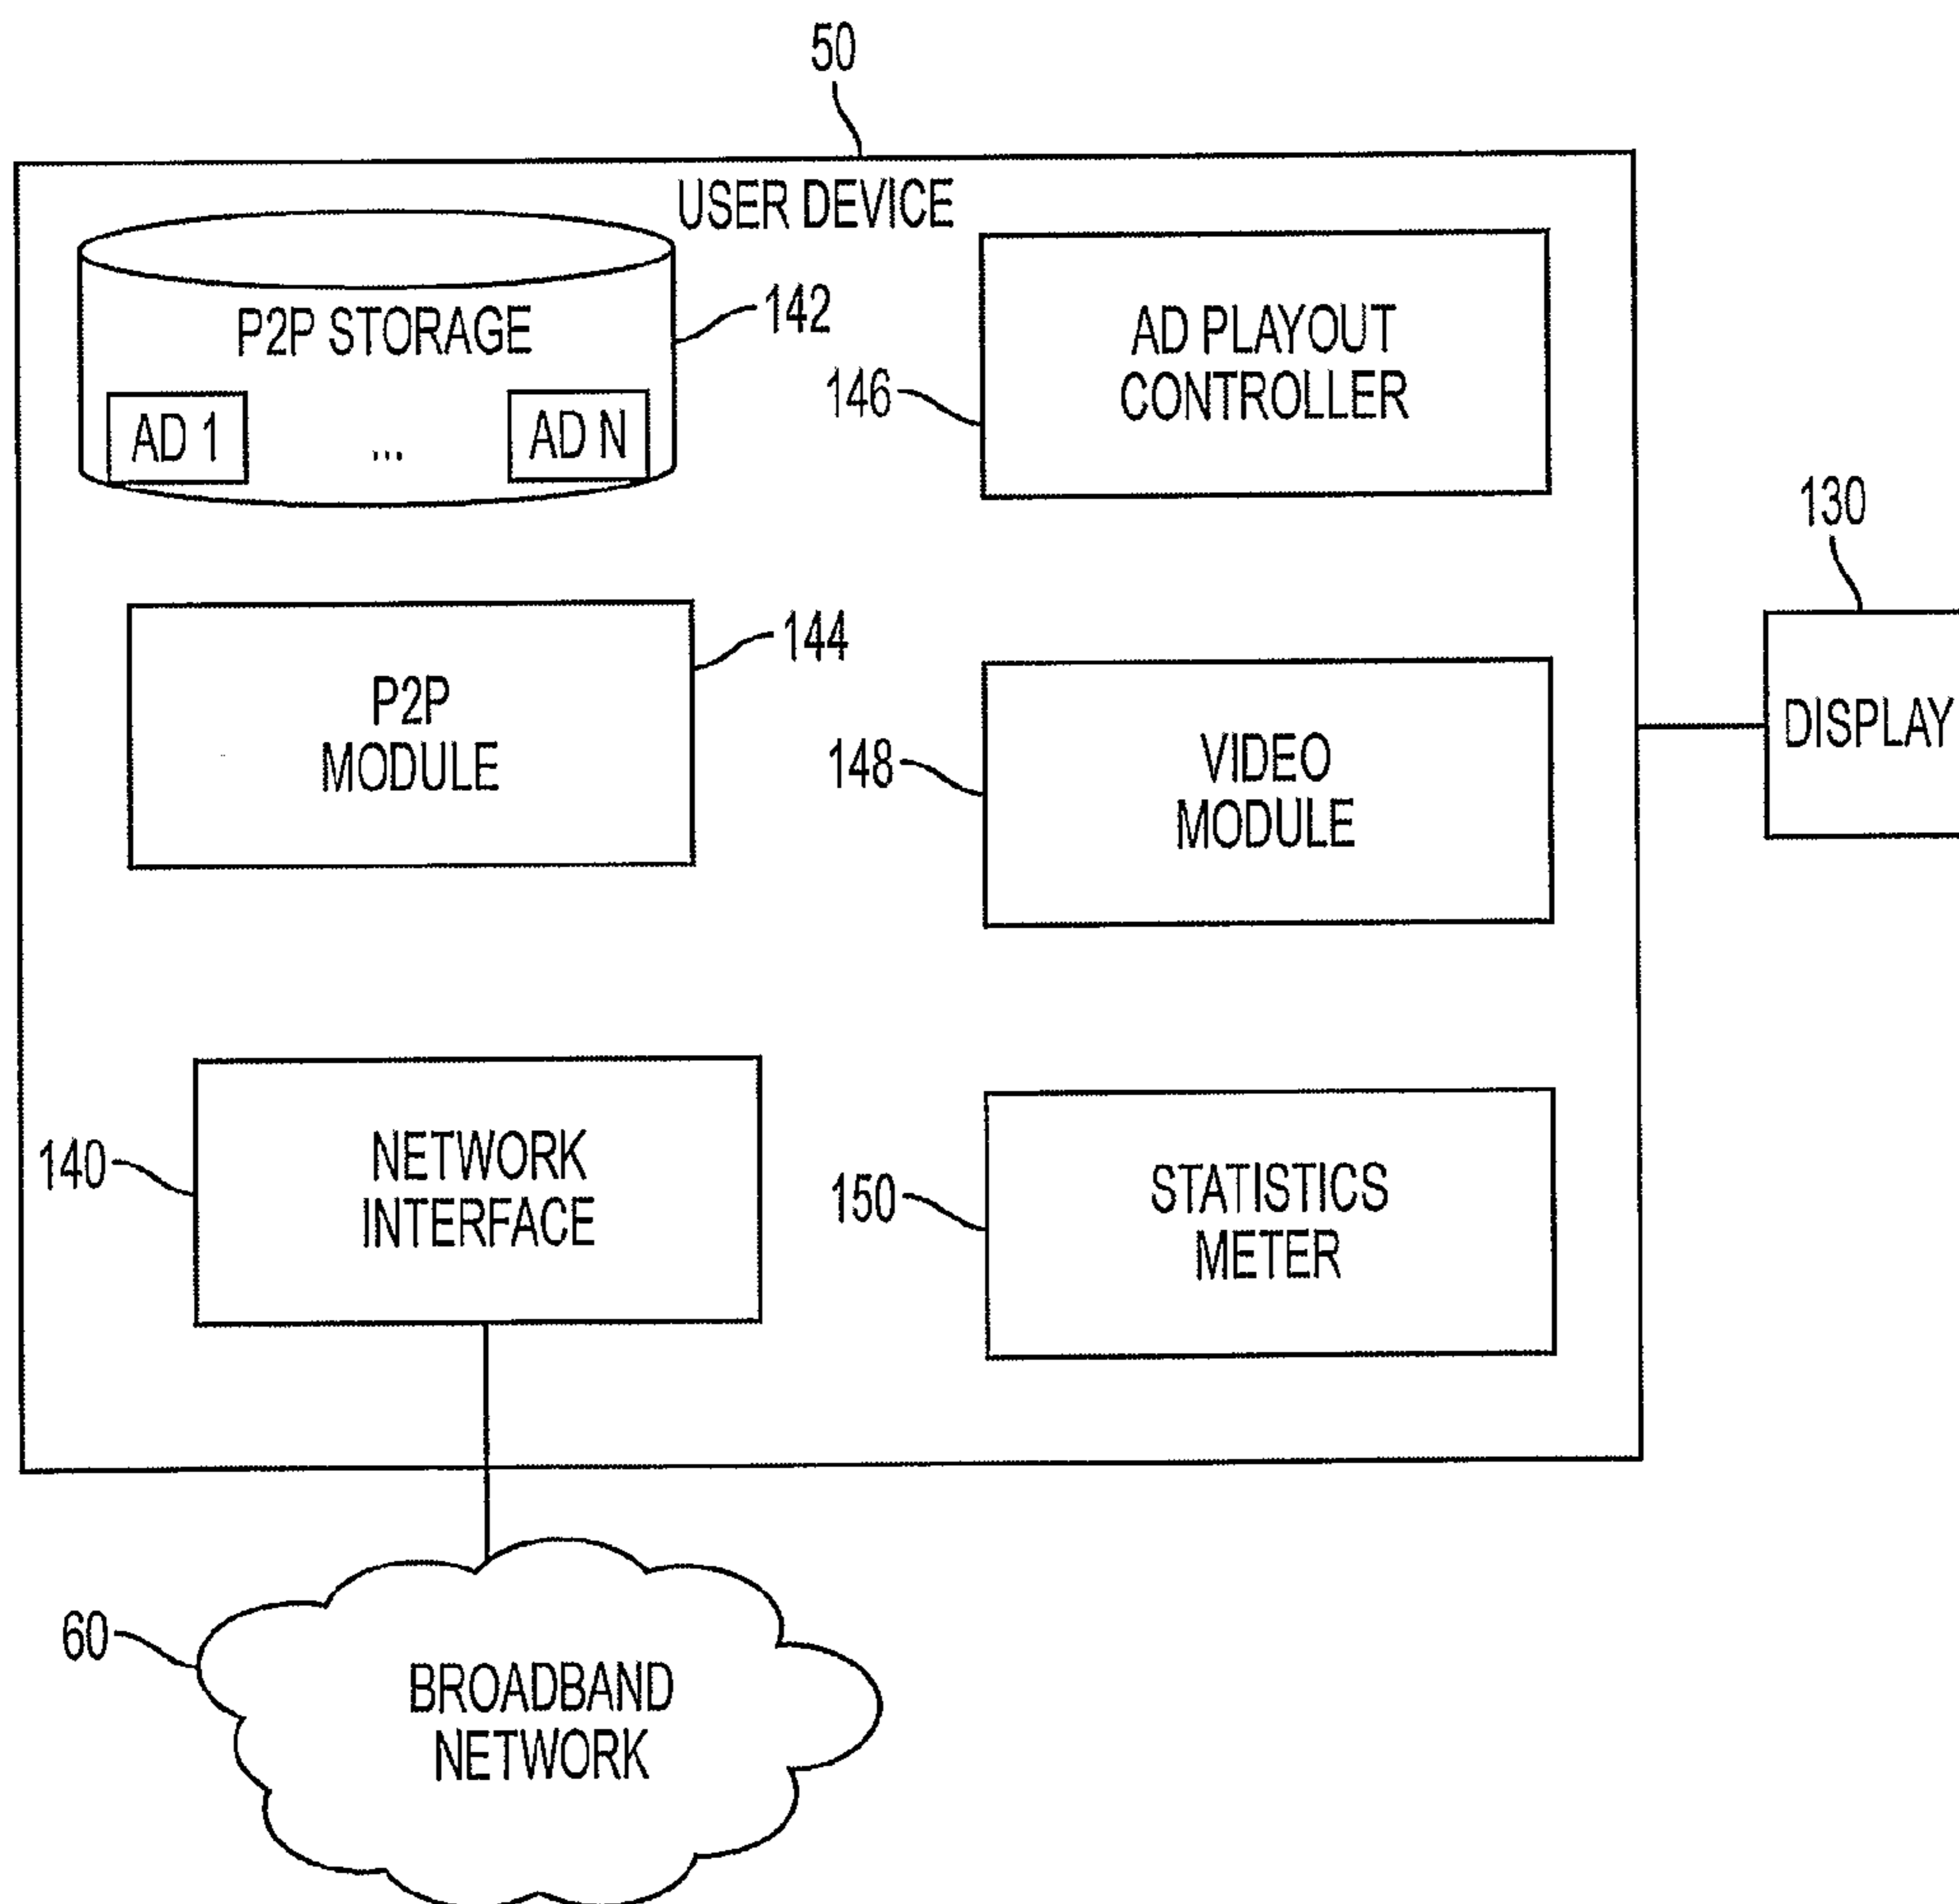 50
USER DEVICE
P2P STORAGE
142
AD 1
...
AD N
AD PLAYOUT
CONTROLLER
146
130
DISPLAY
P2P
MODULE
144
VIDEO
MODULE
148
NETWORK
INTERFACE
140
STATISTICS
METER
150
60
BROADBAND
NETWORK